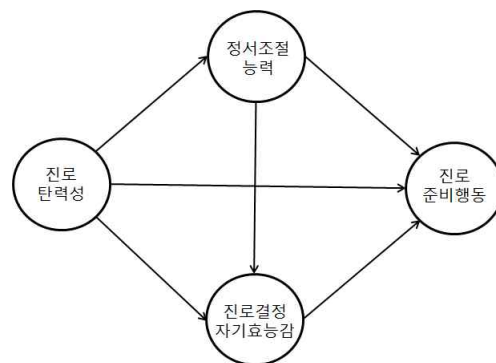 정서조절
능력
진로
탄력성
진로
준비행동
진로결정
자기효능감